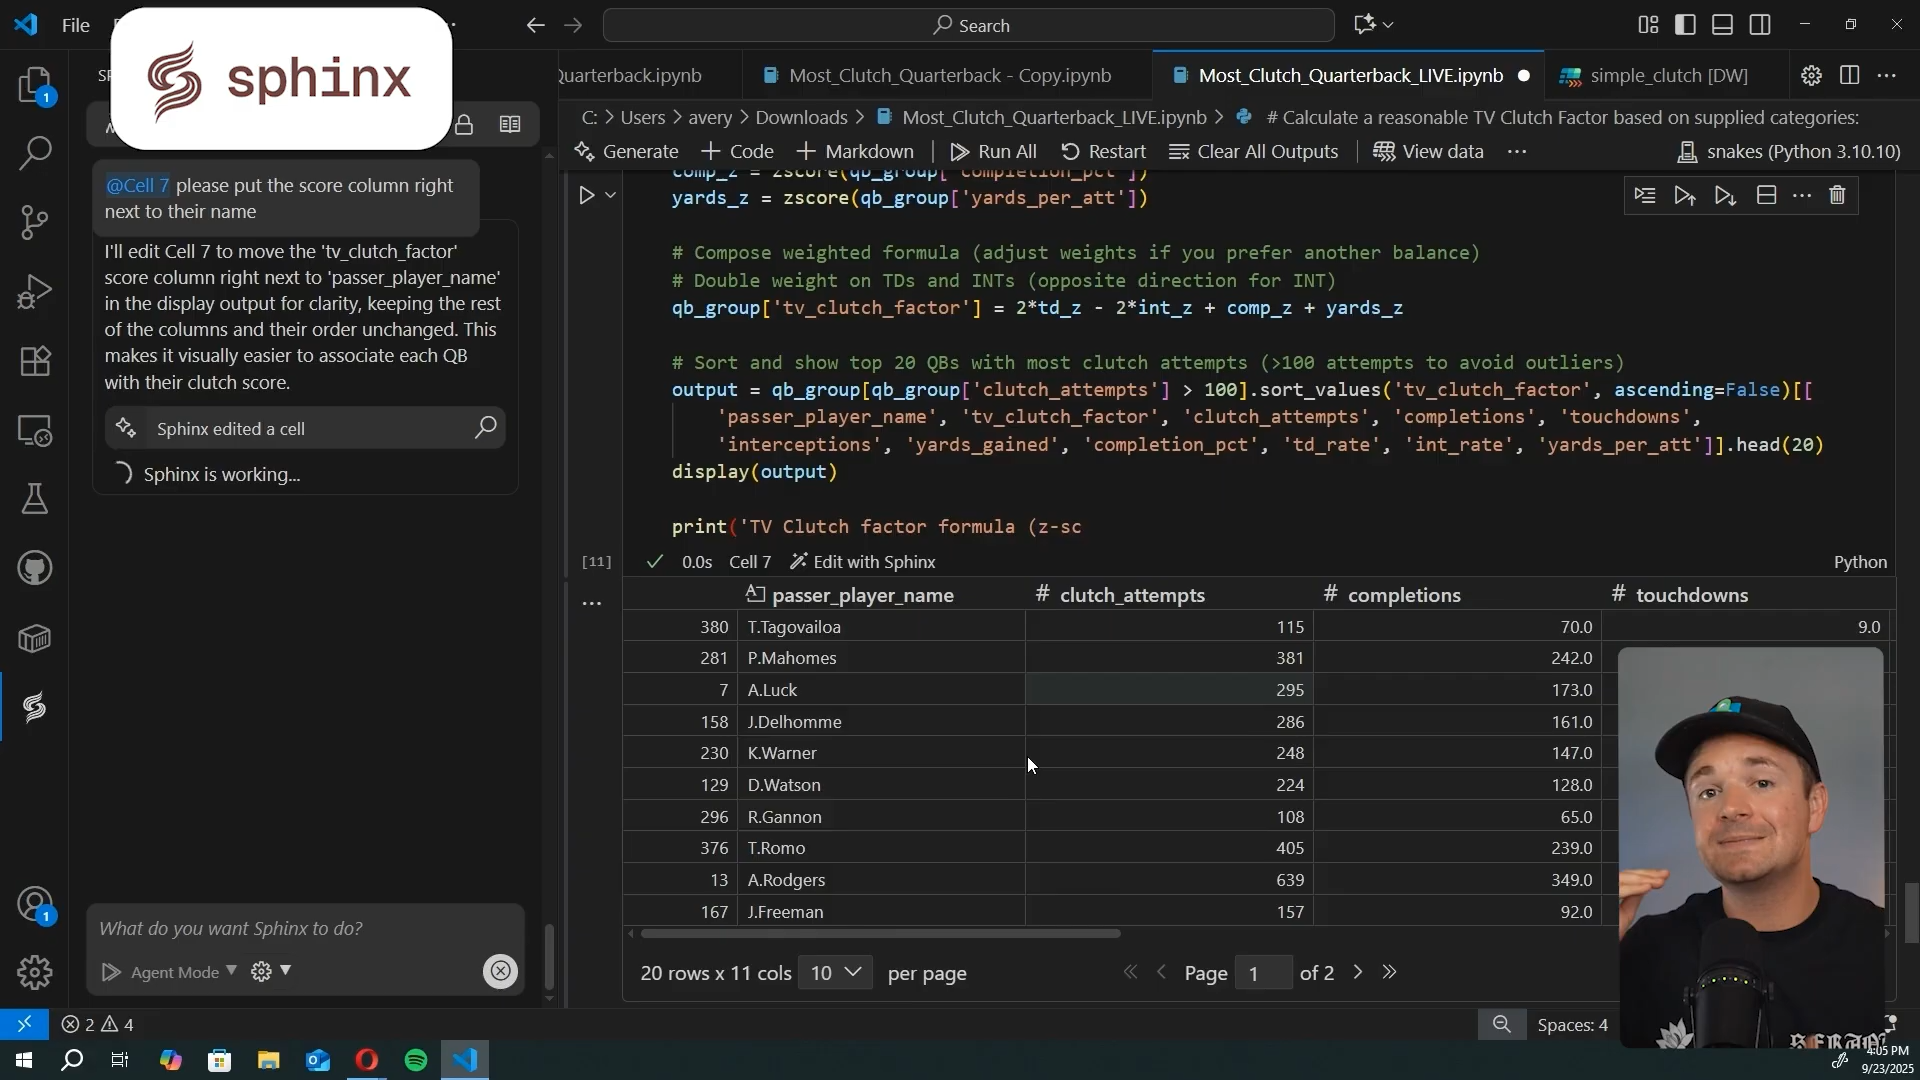 File
Search
sphinx
SP
Quarterback.ipynb
Most_Clutch_Quarterback - Copy.ipynb
Most_Clutch_Quarterback_LIVE.ipynb
simple_clutch [DW]
C: > Users > avery > Downloads > Most_Clutch_Quarterback_LIVE.ipynb > # Calculate a reasonable TV Clutch Factor based on supplied categories:
Generate + Code + Markdown | Run All Restart Clear All Outputs | View data ... snakes (Python 3.10.10)
@Cell 7 please put the score column right
next to their name
I'll edit Cell 7 to move the 'tv_clutch_factor'
score column right next to 'passer_player_name'
in the display output for clarity, keeping the rest
of the columns and their order unchanged. This
makes it visually easier to associate each QB
with their clutch score.
Sphinx edited a cell
Sphinx is working...
What do you want Sphinx to do?
Agent Mode
comp_z = zscore(qb_group['completion_pct'])
yards_z = zscore(qb_group['yards_per_att'])
# Compose weighted formula (adjust weights if you prefer another balance)
# Double weight on TDs and INTs (opposite direction for INT)
qb_group['tv_clutch_factor'] = 2*td_z - 2*int_z + comp_z + yards_z
# Sort and show top 20 QBs with most clutch attempts (>100 attempts to avoid outliers)
output = qb_group[qb_group['clutch_attempts'] > 100].sort_values('tv_clutch_factor', ascending=False)[[
'passer_player_name', 'tv_clutch_factor', 'clutch_attempts', 'completions', 'touchdowns',
'interceptions', 'yards_gained', 'completion_pct', 'td_rate', 'int_rate', 'yards_per_att']].head(20)
display(output)
print('TV Clutch factor formula (z-sc
[11] 0.0s Cell 7 Edit with Sphinx Python
passer_player_name # clutch_attempts # completions # touchdowns
380 T.Tagovailoa 115 70.0 9.0
281 P.Mahomes 381 242.0
7 A.Luck 295 173.0
158 J.Delhomme 286 161.0
230 K.Warner 248 147.0
129 D.Watson 224 128.0
296 R.Gannon 108 65.0
376 T.Romo 405 239.0
13 A.Rodgers 639 349.0
167 J.Freeman 157 92.0
20 rows x 11 cols 10 per page Page 1 of 2
1
1
2 4
Spaces: 4
4:05 PM
9/23/2025